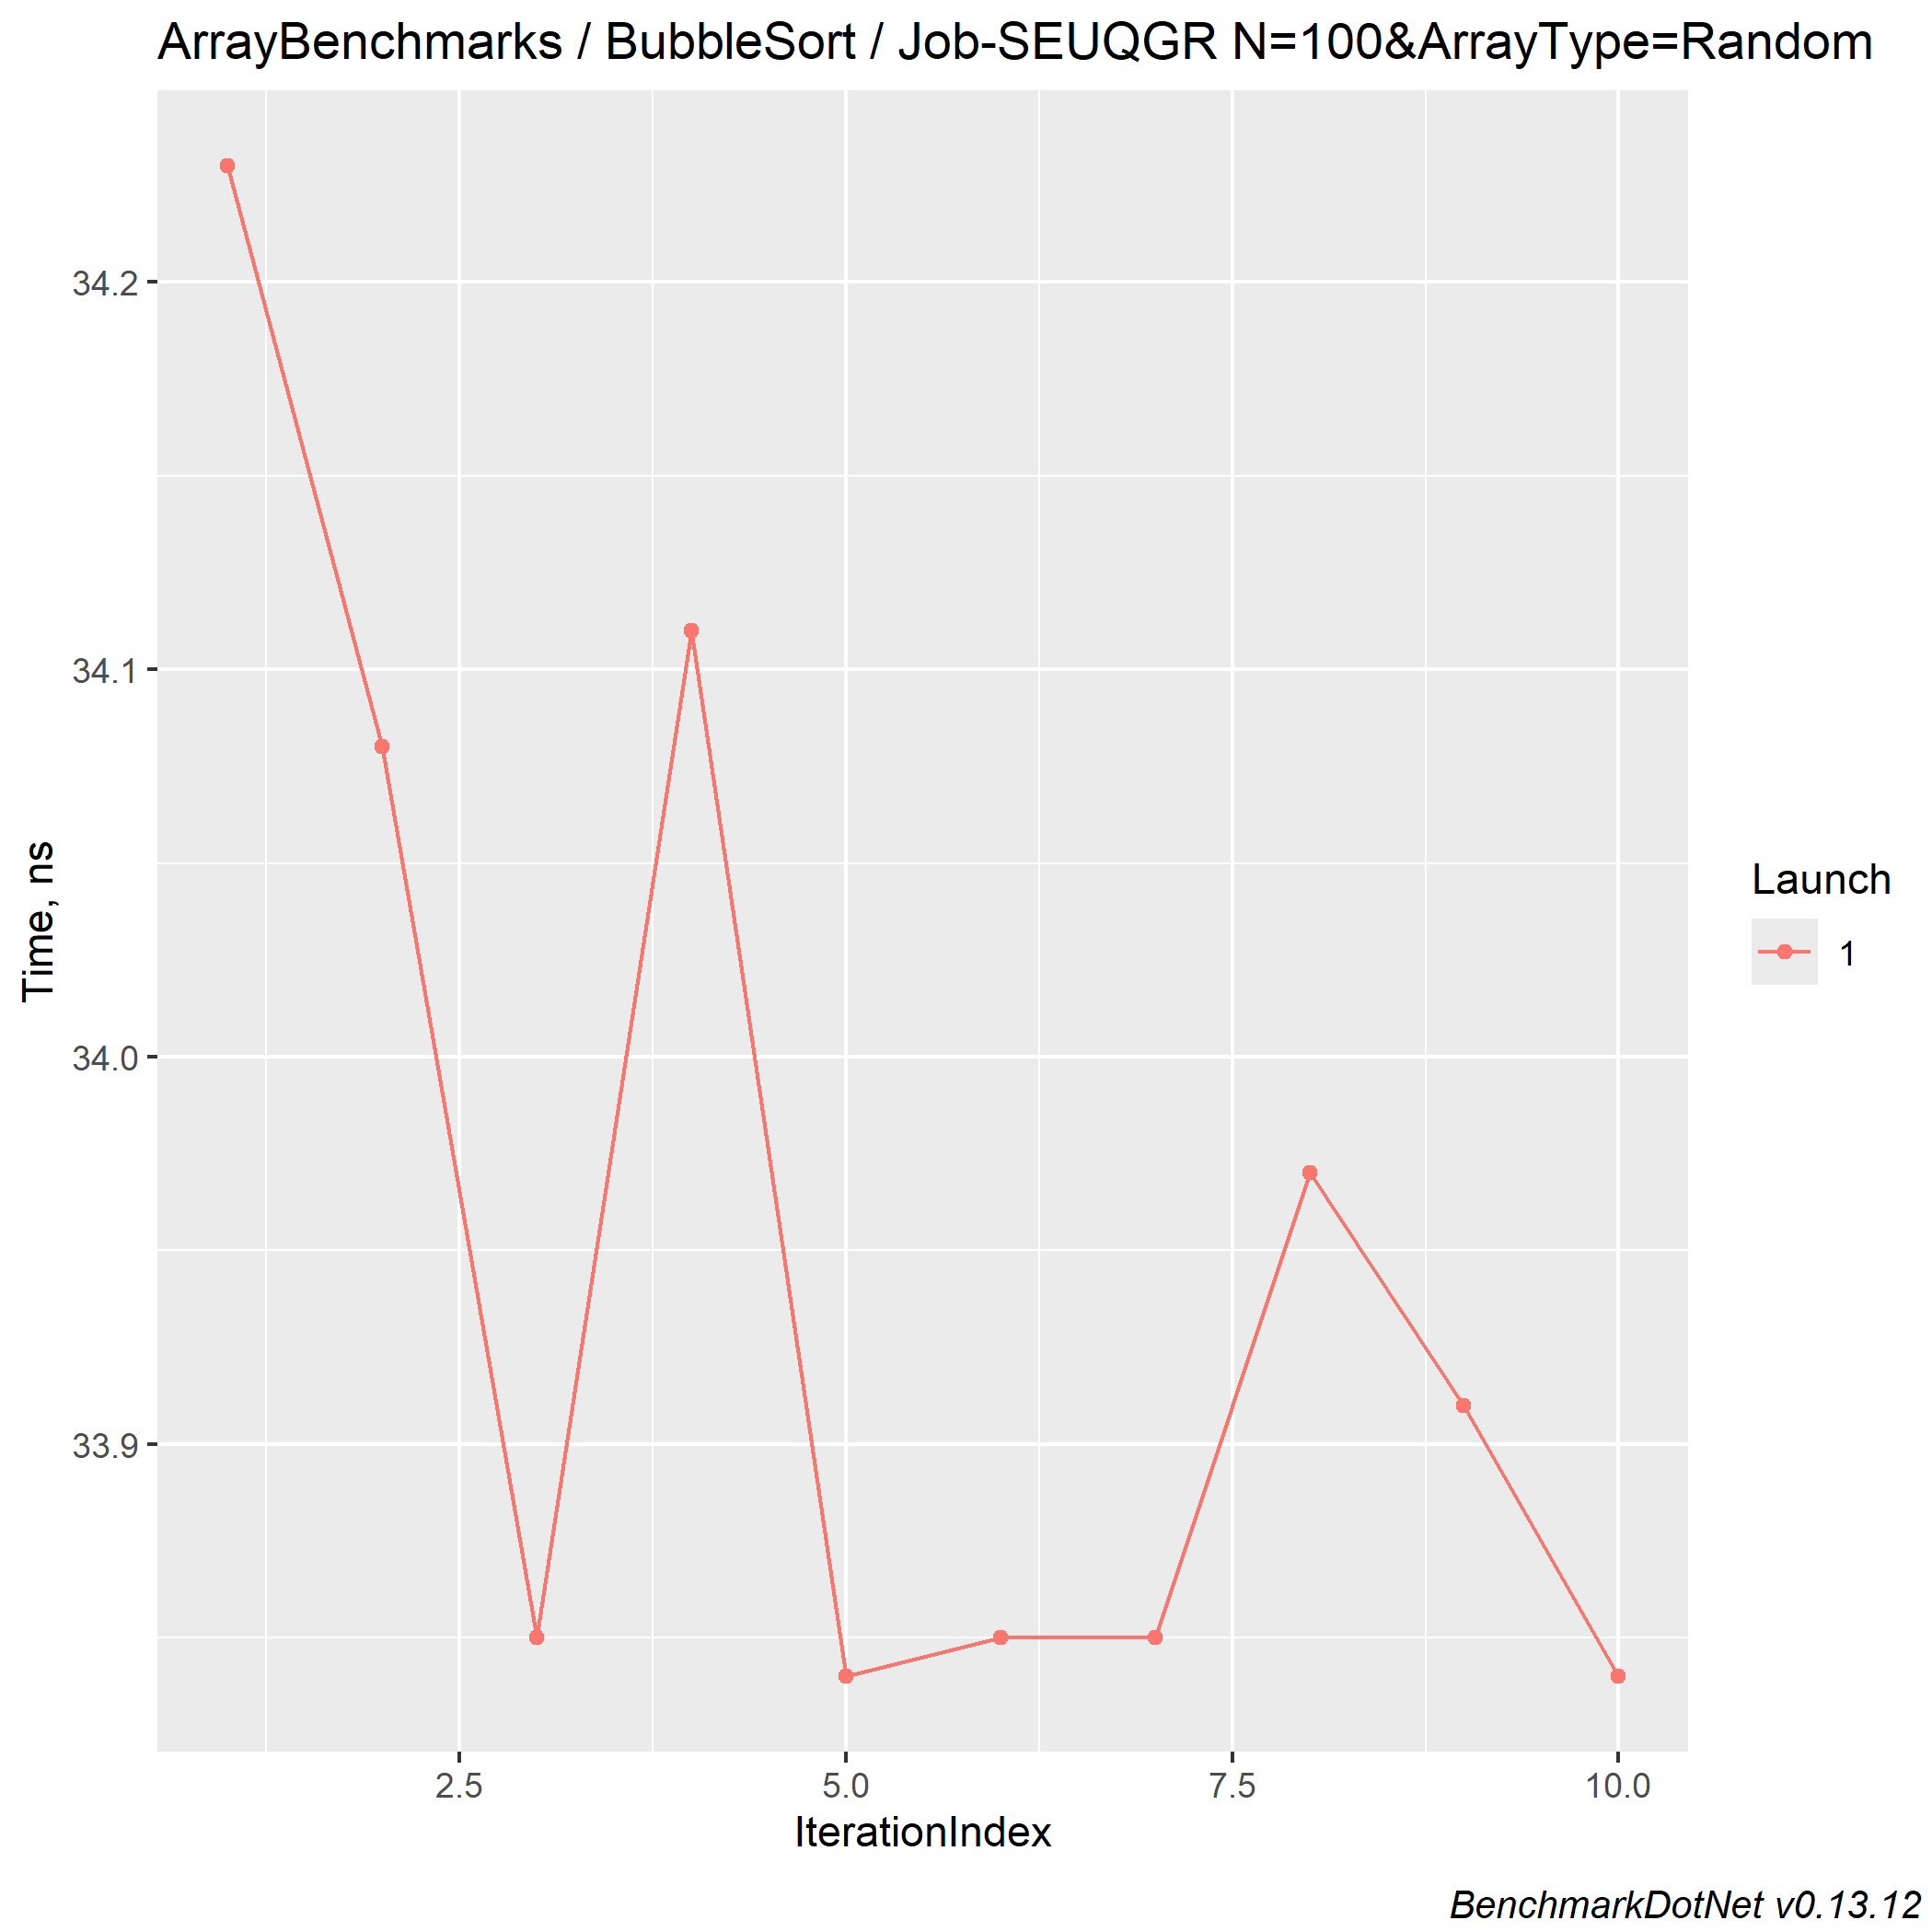 ArrayBenchmarks / BubbleSort / Job-SEUQGR N=100&ArrayType=Random
34.2
34.1
34.0
33.9
Time, ns
2.5 5.0 7.5 10.0
IterationIndex
Launch
1
BenchmarkDotNet v0.13.12